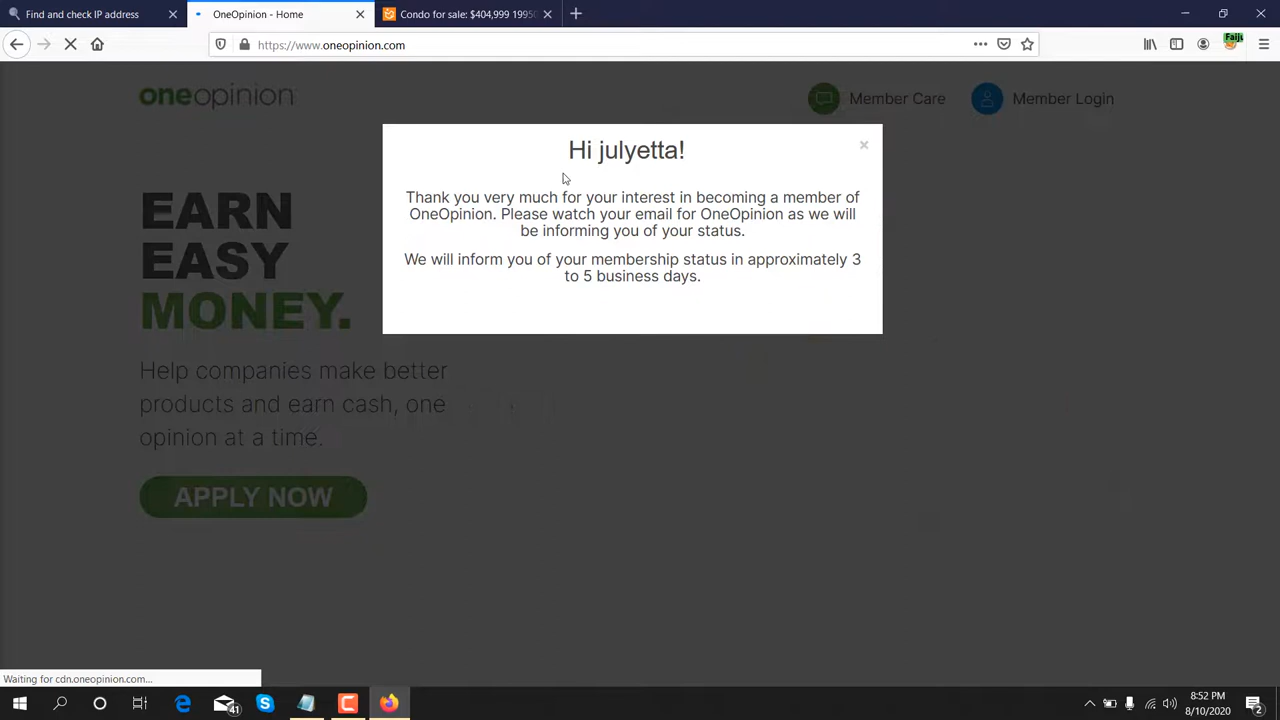 Find and check IP address
OneOpinion - Home
Condo for sale: $404,999 1995
https://www.oneopinion.com
Faiju
oneopinion
Member Care
Member Login
Hi julyetta!
×
Thank you very much for your interest in becoming a member of
OneOpinion. Please watch your email for OneOpinion as we will
be informing you of your status.
We will inform you of your membership status in approximately 3
to 5 business days.
EARN
EASY
MONEY.
Help companies make better
products and earn cash, one
opinion at a time.
APPLY NOW
Waiting for cdn.oneopinion.com...
41
8:52 PM
8/10/2020
2